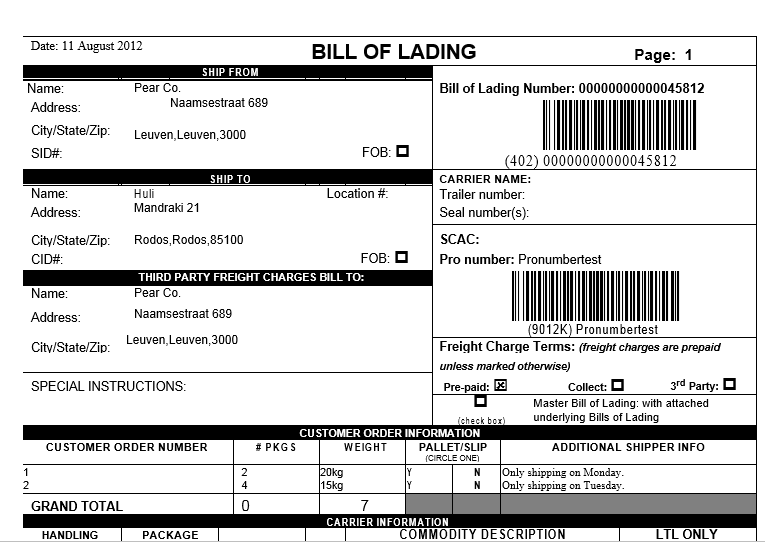 Date: 11 August 2012
BILL OF LADING
Page: 1
SHIP FROM
Name: Pear Co.
Address: Naamsestraat 689
City/State/Zip: Leuven,Leuven,3000
SID#: FOB:
Bill of Lading Number: 00000000000045812
(402) 00000000000045812
SHIP TO
Name: Huli Location #:
Address: Mandraki 21
City/State/Zip: Rodos,Rodos,85100
CID#: FOB:
CARRIER NAME:
Trailer number:
Seal number(s):
SCAC:
Pro number: Pronumbertest
(9012K) Pronumbertest
THIRD PARTY FREIGHT CHARGES BILL TO:
Name: Pear Co.
Address: Naamsestraat 689
City/State/Zip: Leuven,Leuven,3000
SPECIAL INSTRUCTIONS:
Freight Charge Terms: (freight charges are prepaid
unless marked otherwise)
Pre-paid: ☒ Collect: 3rd Party:
(check box)
Master Bill of Lading: with attached
underlying Bills of Lading
CUSTOMER ORDER INFORMATION
CUSTOMER ORDER NUMBER # PKGS WEIGHT PALLET/SLIP ADDITIONAL SHIPPER INFO
(CIRCLE ONE)
1 2 20kg Y N Only shipping on Monday.
2 4 15kg Y N Only shipping on Tuesday.
GRAND TOTAL 0 7
CARRIER INFORMATION
HANDLING PACKAGE COMMODITY DESCRIPTION LTL ONLY